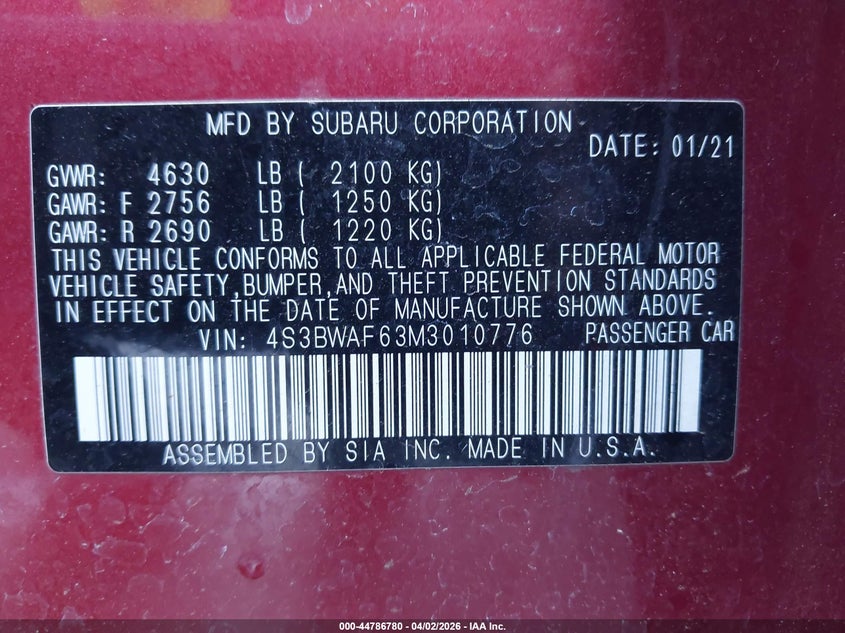 MFD BY SUBARU CORPORATION
DATE: 01/21
GVWR: 4630 LB ( 2100 KG)
GAWR: F 2756 LB ( 1250 KG)
GAWR: R 2690 LB ( 1220 KG)
THIS VEHICLE CONFORMS TO ALL APPLICABLE FEDERAL MOTOR
VEHICLE SAFETY,BUMPER,AND THEFT PREVENTION STANDARDS
IN EFFECT ON THE DATE OF MANUFACTURE SHOWN ABOVE.
VIN: 4S3BWAF63M3010776 PASSENGER CAR
ASSEMBLED BY SIA INC. MADE IN U.S.A.
000-44786780 - 04/02/2026 - IAA Inc.